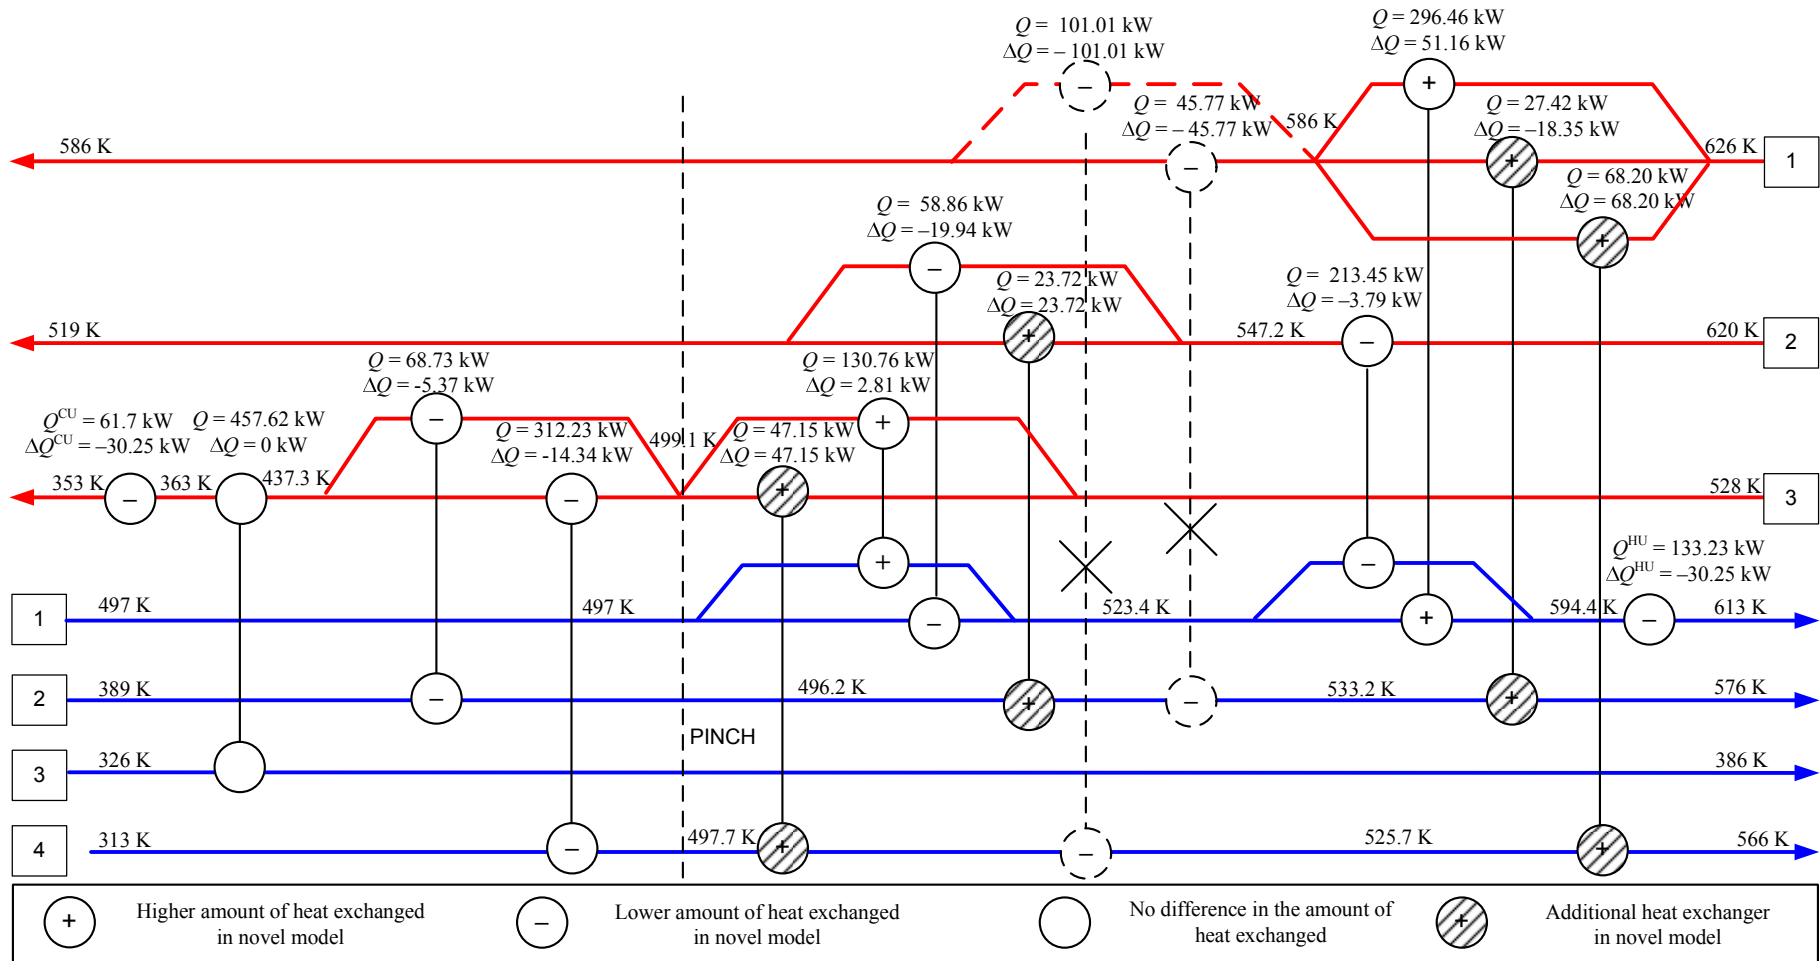 Q = 101.01 kW
ΔQ = – 101.01 kW
Q = 296.46 kW
ΔQ = 51.16 kW
Q = 45.77 kW
ΔQ = – 45.77 kW
586 K
Q = 27.42 kW
ΔQ = –18.35 kW
586 K
626 K
1
Q = 68.20 kW
ΔQ = 68.20 kW
Q = 58.86 kW
ΔQ = –19.94 kW
Q = 23.72 kW
ΔQ = 23.72 kW
Q = 213.45 kW
ΔQ = –3.79 kW
519 K
547.2 K
620 K
2
Q = 68.73 kW
ΔQ = -5.37 kW
Q = 130.76 kW
ΔQ = 2.81 kW
Q^CU = 61.7 kW
ΔQ^CU = –30.25 kW
Q = 457.62 kW
ΔQ = 0 kW
Q = 312.23 kW
ΔQ = -14.34 kW
499.1 K
Q = 47.15 kW
ΔQ = 47.15 kW
353 K
363 K
437.3 K
528 K
3
Q^HU = 133.23 kW
ΔQ^HU = –30.25 kW
1
497 K
497 K
523.4 K
594.4 K
613 K
2
389 K
496.2 K
533.2 K
576 K
PINCH
3
326 K
386 K
4
313 K
497.7 K
525.7 K
566 K
+
Higher amount of heat exchanged
in novel model
–
Lower amount of heat exchanged
in novel model
No difference in the amount of
heat exchanged
+
Additional heat exchanger
in novel model